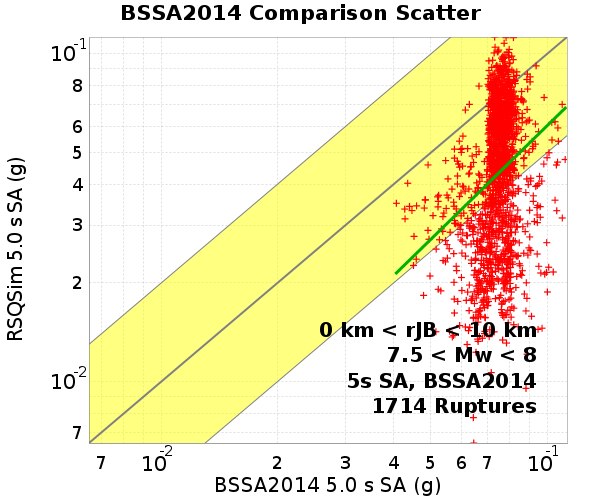 BSSA2014 Comparison Scatter
RSQSim 5.0 s SA (g)
10-1
8
6
5
4
3
2
10-2
7
0 km < rJB < 10 km
7.5 < Mw < 8
5s SA, BSSA2014
1714 Ruptures
7 10-2 2 3 4 5 6 7 10-1
BSSA2014 5.0 s SA (g)